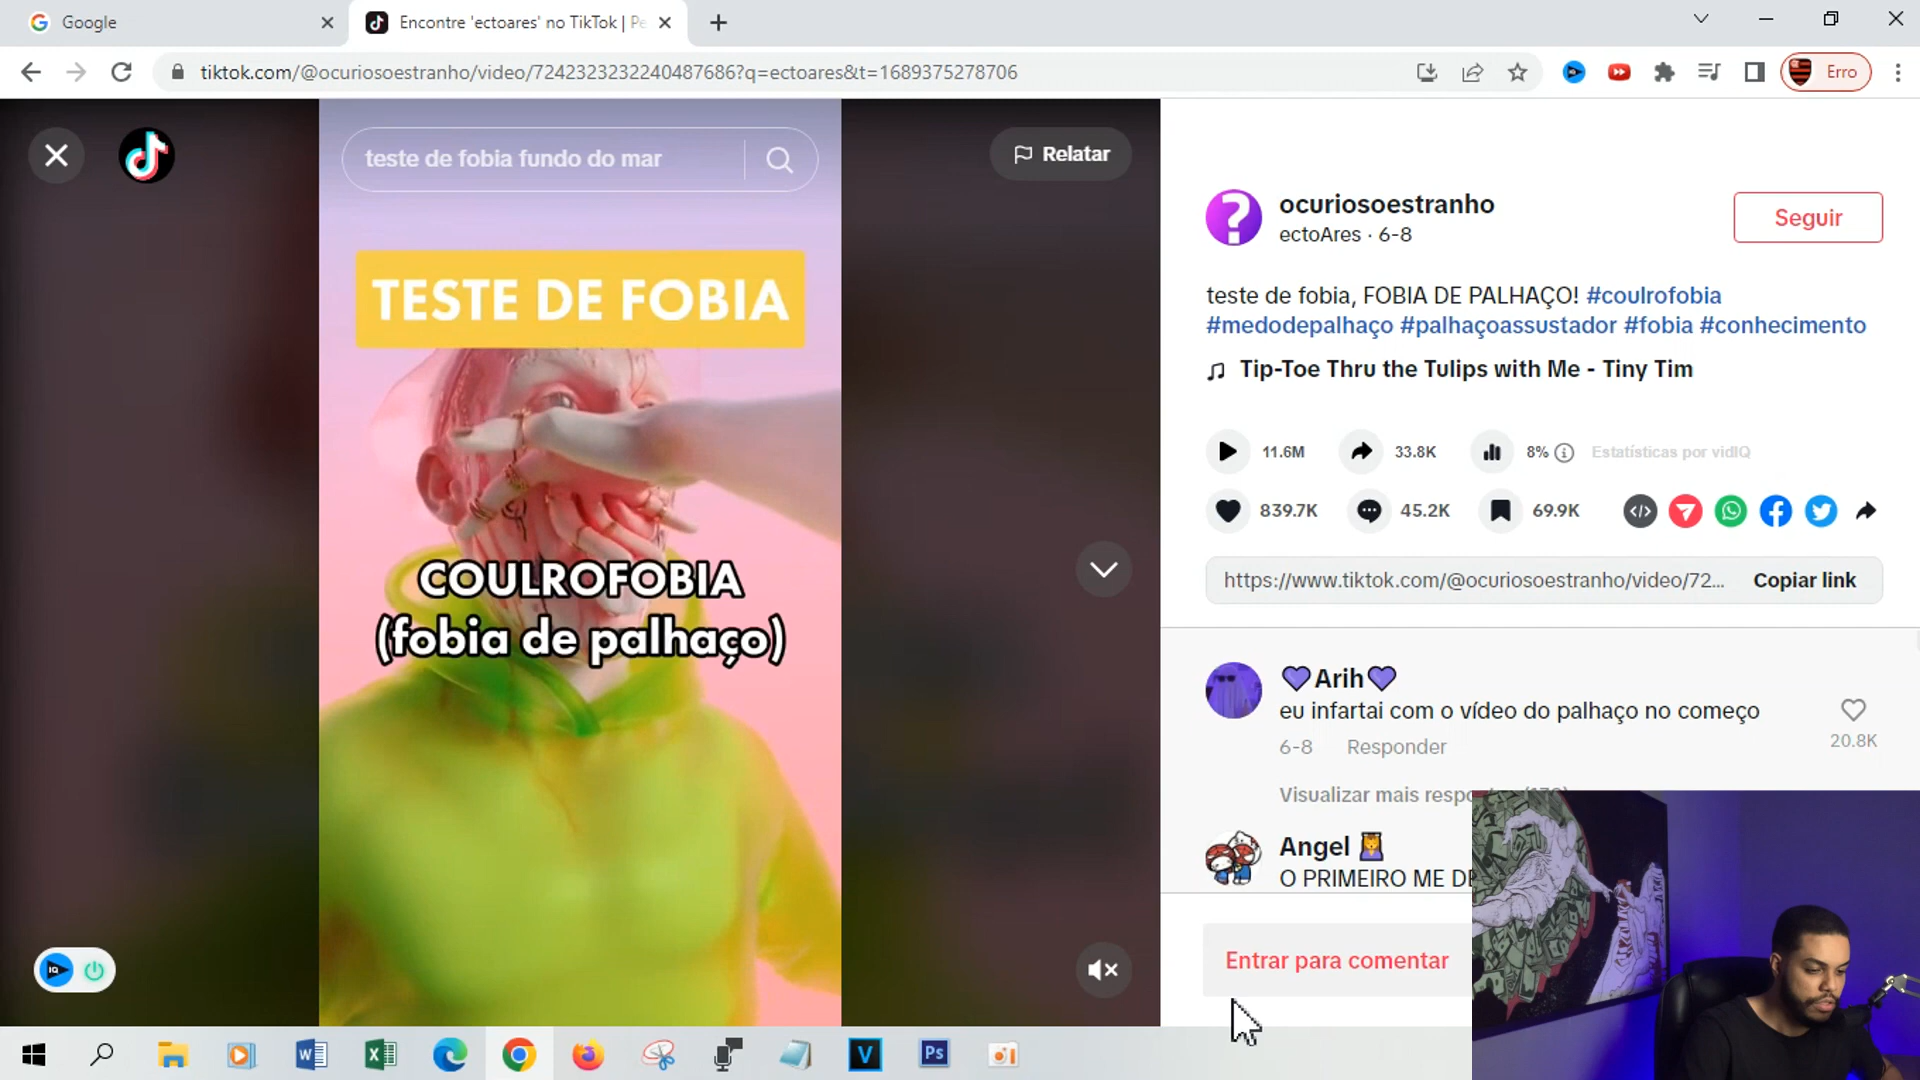 Google
Encontre 'ectoares' no TikTok | Pe
tiktok.com/@ocuriosoestranho/video/7242323232240487686?q=ectoares&t=1689375278706
Erro
teste de fobia fundo do mar
Relatar
TESTE DE FOBIA
COULROFOBIA
(fobia de palhaço)
ocuriosoestranho
ectoAres · 6-8
Seguir
teste de fobia, FOBIA DE PALHAÇO! #coulrofobia
#medodepalhaço #palhaçoassustador #fobia #conhecimento
Tip-Toe Thru the Tulips with Me - Tiny Tim
11.6M 33.8K 8% Estatísticas por vidIQ
839.7K 45.2K 69.9K
https://www.tiktok.com/@ocuriosoestranho/video/72... Copiar link
💜Arih💜
eu infartai com o vídeo do palhaço no começo
6-8 Responder
20.8K
Visualizar mais
Angel
O PRIMEIRO ME
Entrar para comentar
IQ
V
Ps